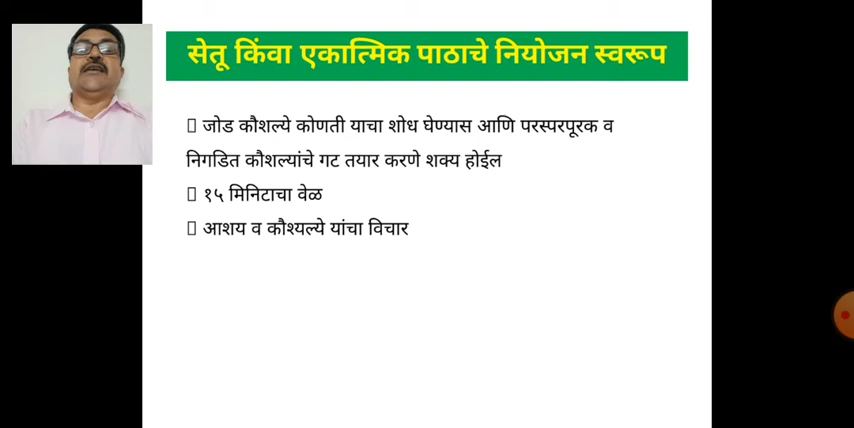 सेतू किंवा एकात्मिक पाठाचे नियोजन स्वरूप
▯ जोड कौशल्ये कोणती याचा शोध घेण्यास आणि परस्परपूरक व
निगडित कौशल्यांचे गट तयार करणे शक्य होईल
▯ १५ मिनिटाचा वेळ
▯ आशय व कौश्यल्ये यांचा विचार